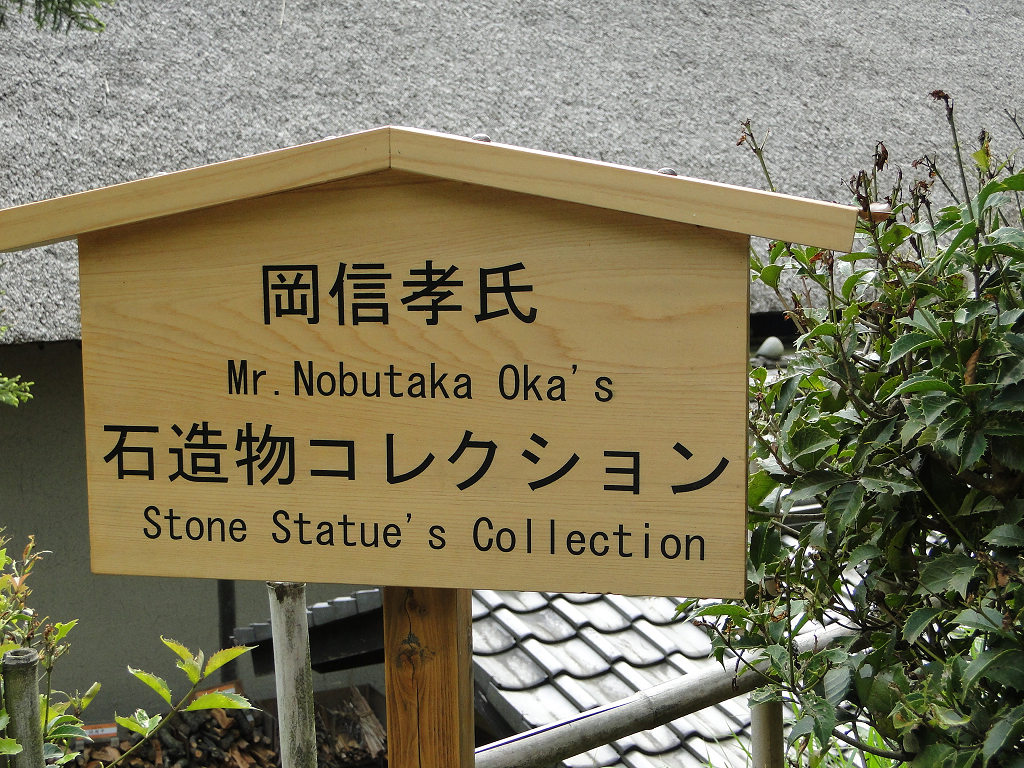 岡信孝氏
Mr. Nobutaka Oka's
石造物コレクション
Stone Statue's Collection